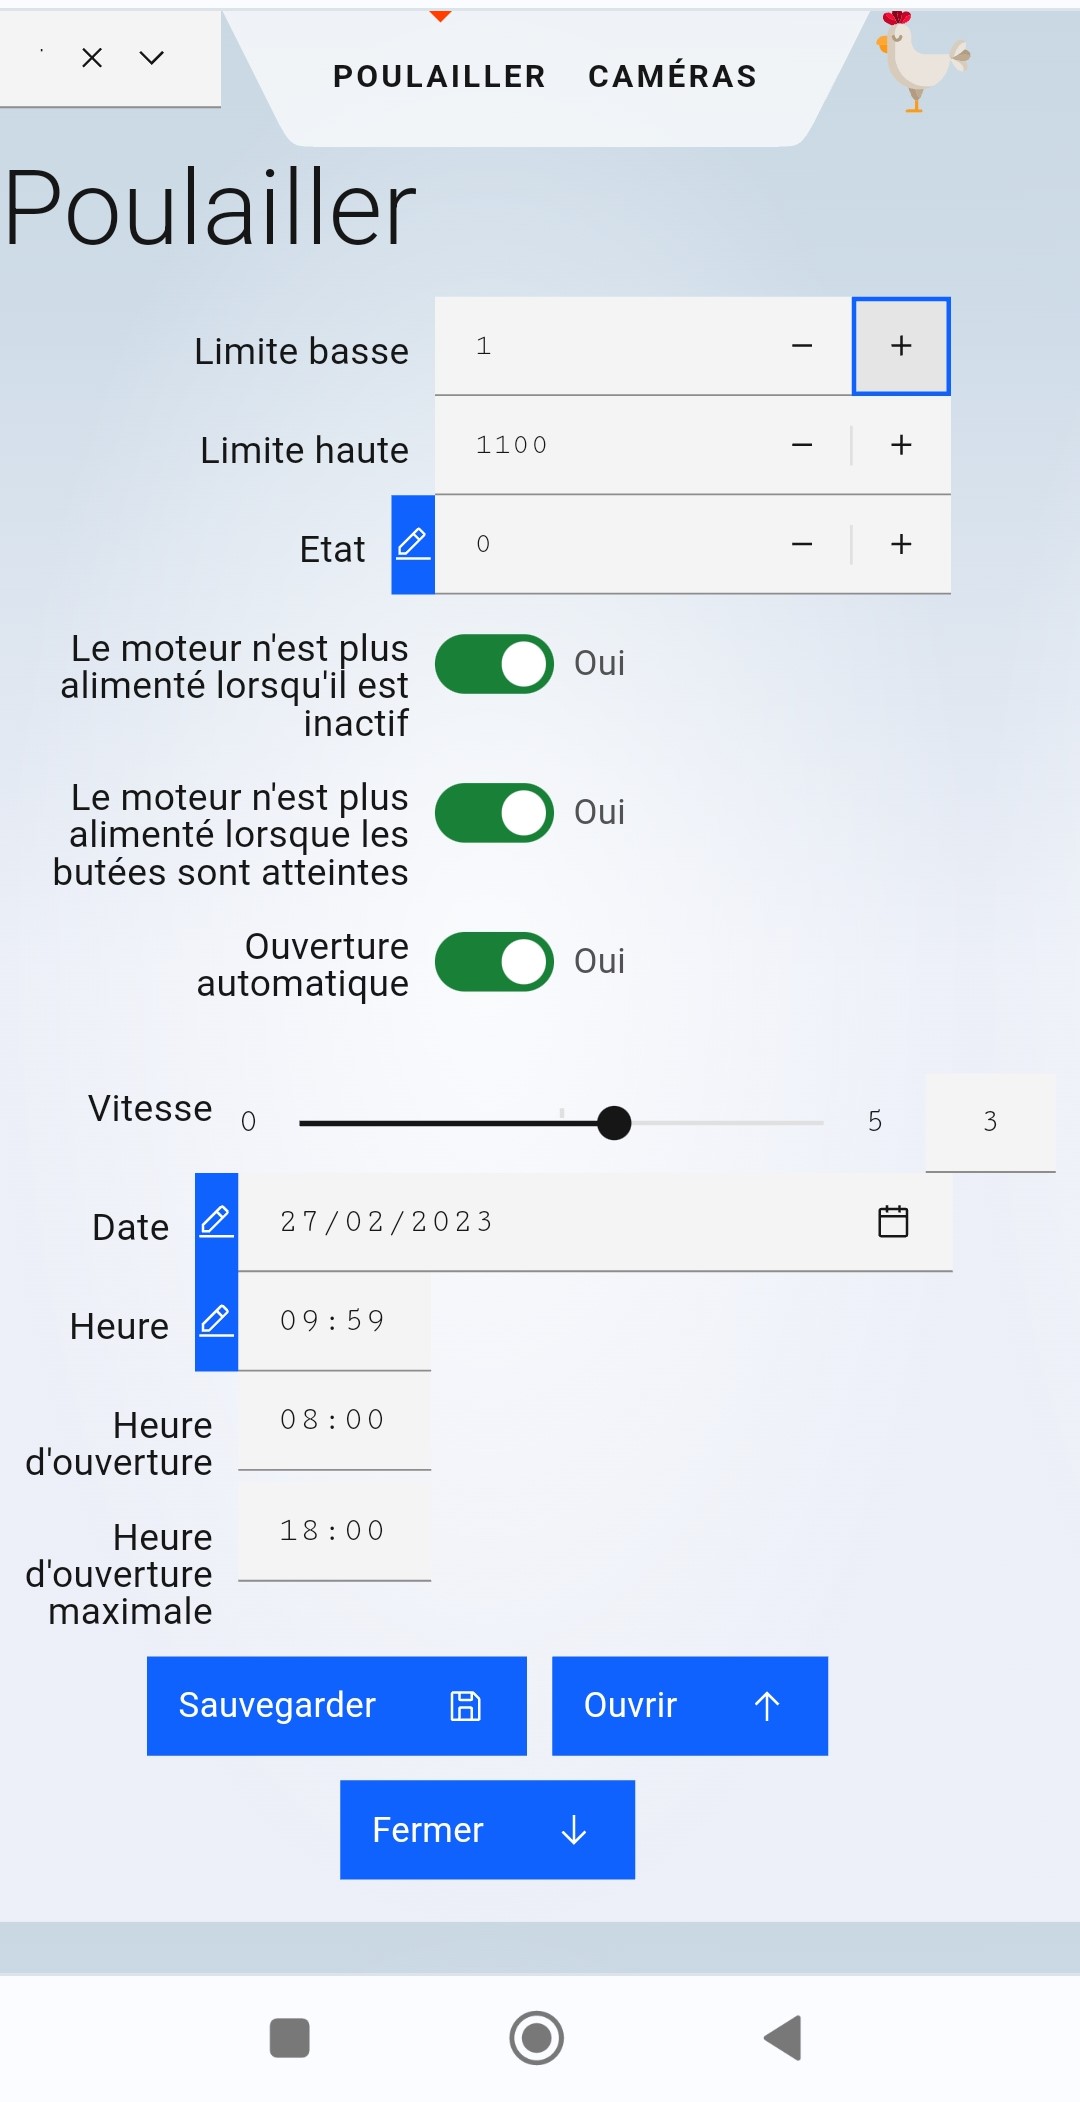 POULAILLER CAMÉRAS
Poulailler
Limite basse 1
Limite haute 1100
Etat 0
Le moteur n'est plus
alimenté lorsqu'il est
inactif
Oui
Le moteur n'est plus
alimenté lorsque les
butées sont atteintes
Oui
Ouverture
automatique
Oui
Vitesse 0 5 3
Date 27/02/2023
Heure 09:59
Heure
d'ouverture
08:00
Heure
d'ouverture
maximale
18:00
Sauvegarder Ouvrir
Fermer